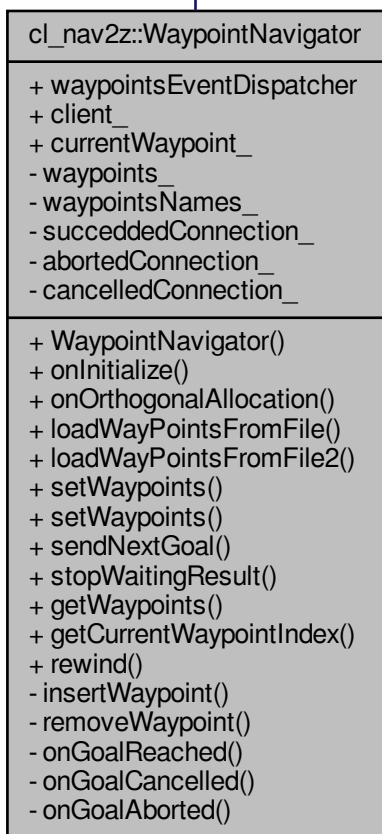 cl_nav2z::WaypointNavigator
+ waypointsEventDispatcher
+ client_
+ currentWaypoint_
- waypoints_
- waypointsNames_
- succeddedConnection_
- abortedConnection_
- cancelledConnection_
+ WaypointNavigator()
+ onInitialize()
+ onOrthogonalAllocation()
+ loadWayPointsFromFile()
+ loadWayPointsFromFile2()
+ setWaypoints()
+ setWaypoints()
+ sendNextGoal()
+ stopWaitingResult()
+ getWaypoints()
+ getCurrentWaypointIndex()
+ rewind()
- insertWaypoint()
- removeWaypoint()
- onGoalReached()
- onGoalCancelled()
- onGoalAborted()